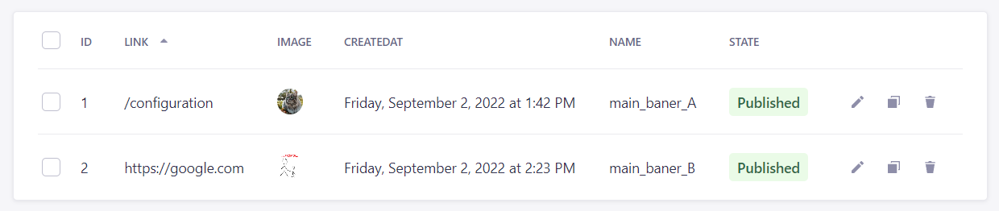 ID LINK IMAGE CREATEDAT NAME STATE
1 /configuration Friday, September 2, 2022 at 1:42 PM main_baner_A Published
2 https://google.com Friday, September 2, 2022 at 2:23 PM main_baner_B Published